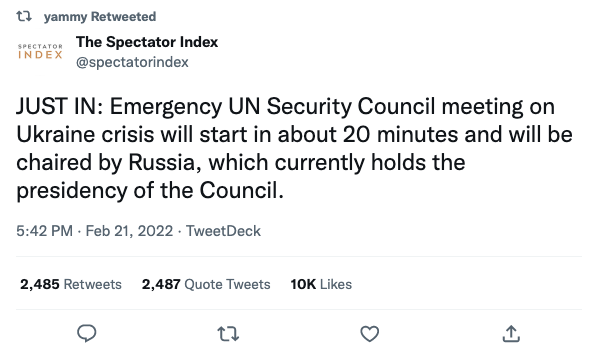 yammy Retweeted
SPECTATOR
INDEX
The Spectator Index
@spectatorindex
JUST IN: Emergency UN Security Council meeting on
Ukraine crisis will start in about 20 minutes and will be
chaired by Russia, which currently holds the
presidency of the Council.
5:42 PM · Feb 21, 2022 · TweetDeck
2,485 Retweets 2,487 Quote Tweets 10K Likes